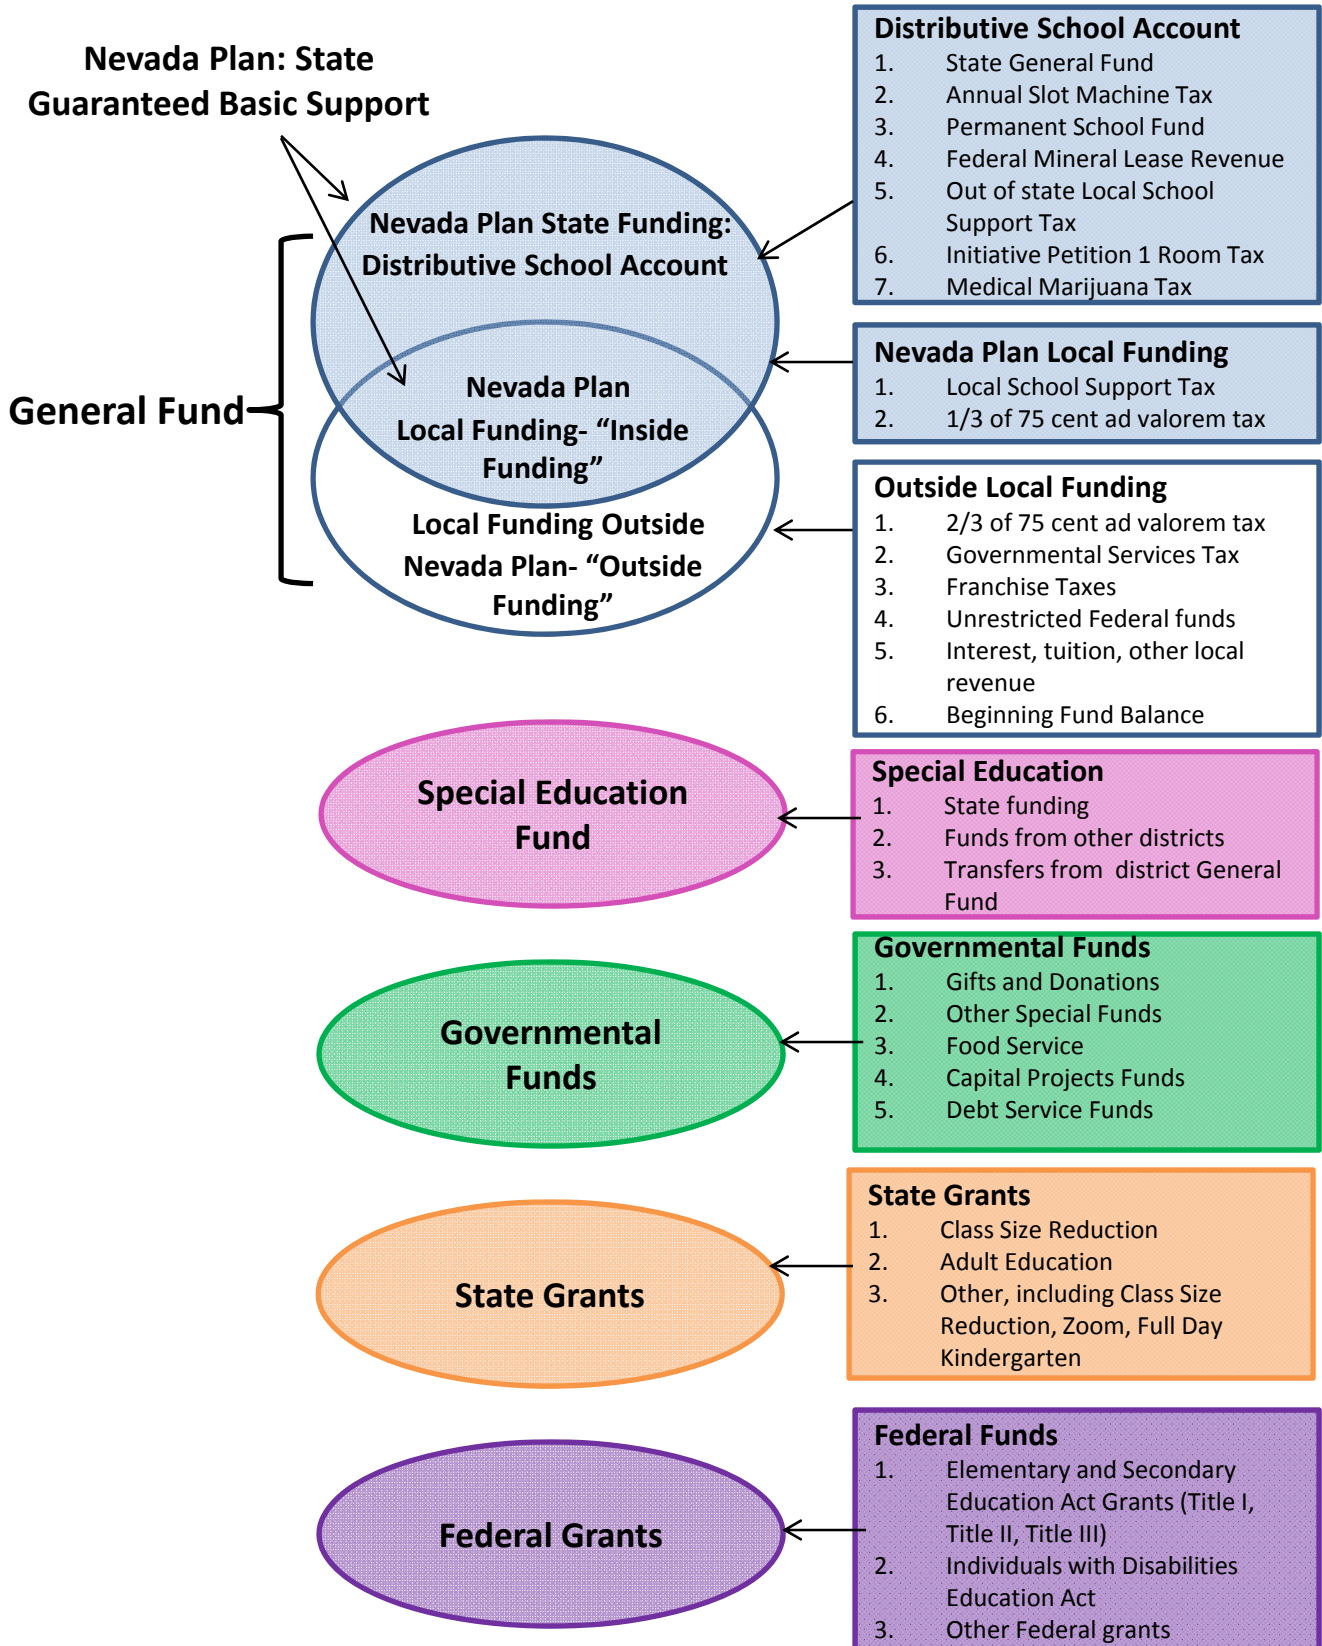 Nevada Plan: State
Guaranteed Basic Support
General Fund
Nevada Plan State Funding:
Distributive School Account
Nevada Plan
Local Funding- “Inside
Funding”
Local Funding Outside
Nevada Plan- “Outside
Funding”
Distributive School Account
1. State General Fund
2. Annual Slot Machine Tax
3. Permanent School Fund
4. Federal Mineral Lease Revenue
5. Out of state Local School
Support Tax
6. Initiative Petition 1 Room Tax
7. Medical Marijuana Tax
Nevada Plan Local Funding
1. Local School Support Tax
2. 1/3 of 75 cent ad valorem tax
Outside Local Funding
1. 2/3 of 75 cent ad valorem tax
2. Governmental Services Tax
3. Franchise Taxes
4. Unrestricted Federal funds
5. Interest, tuition, other local
revenue
6. Beginning Fund Balance
Special Education
Fund
Special Education
1. State funding
2. Funds from other districts
3. Transfers from district General
Fund
Governmental
Funds
Governmental Funds
1. Gifts and Donations
2. Other Special Funds
3. Food Service
4. Capital Projects Funds
5. Debt Service Funds
State Grants
State Grants
1. Class Size Reduction
2. Adult Education
3. Other, including Class Size
Reduction, Zoom, Full Day
Kindergarten
Federal Grants
Federal Funds
1. Elementary and Secondary
Education Act Grants (Title I,
Title II, Title III)
2. Individuals with Disabilities
Education Act
3. Other Federal grants